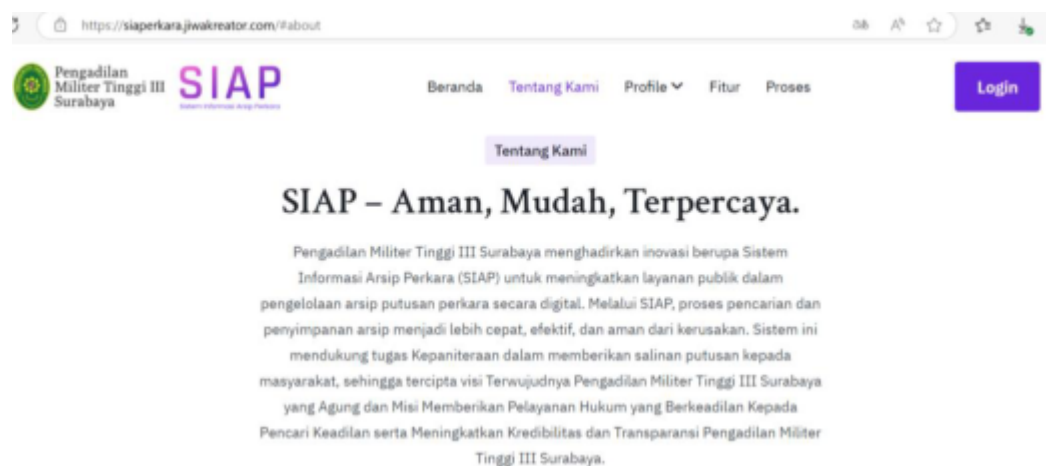 https://siaperkara.jiwakreator.com/#about
Pengadilan
Militer Tinggi III
Surabaya
SIAP
Sistem Informasi Arsip Perkara
Beranda Tentang Kami Profile Fitur Proses
Login
Tentang Kami
SIAP – Aman, Mudah, Terpercaya.
Pengadilan Militer Tinggi III Surabaya menghadirkan inovasi berupa Sistem
Informasi Arsip Perkara (SIAP) untuk meningkatkan layanan publik dalam
pengelolaan arsip putusan perkara secara digital. Melalui SIAP, proses pencarian dan
penyimpanan arsip menjadi lebih cepat, efektif, dan aman dari kerusakan. Sistem ini
mendukung tugas Kepaniteraan dalam memberikan salinan putusan kepada
masyarakat, sehingga tercipta visi Terwujudnya Pengadilan Militer Tinggi III Surabaya
yang Agung dan Misi Memberikan Pelayanan Hukum yang Berkeadilan Kepada
Pencari Keadilan serta Meningkatkan Kredibilitas dan Transparansi Pengadilan Militer
Tinggi III Surabaya.